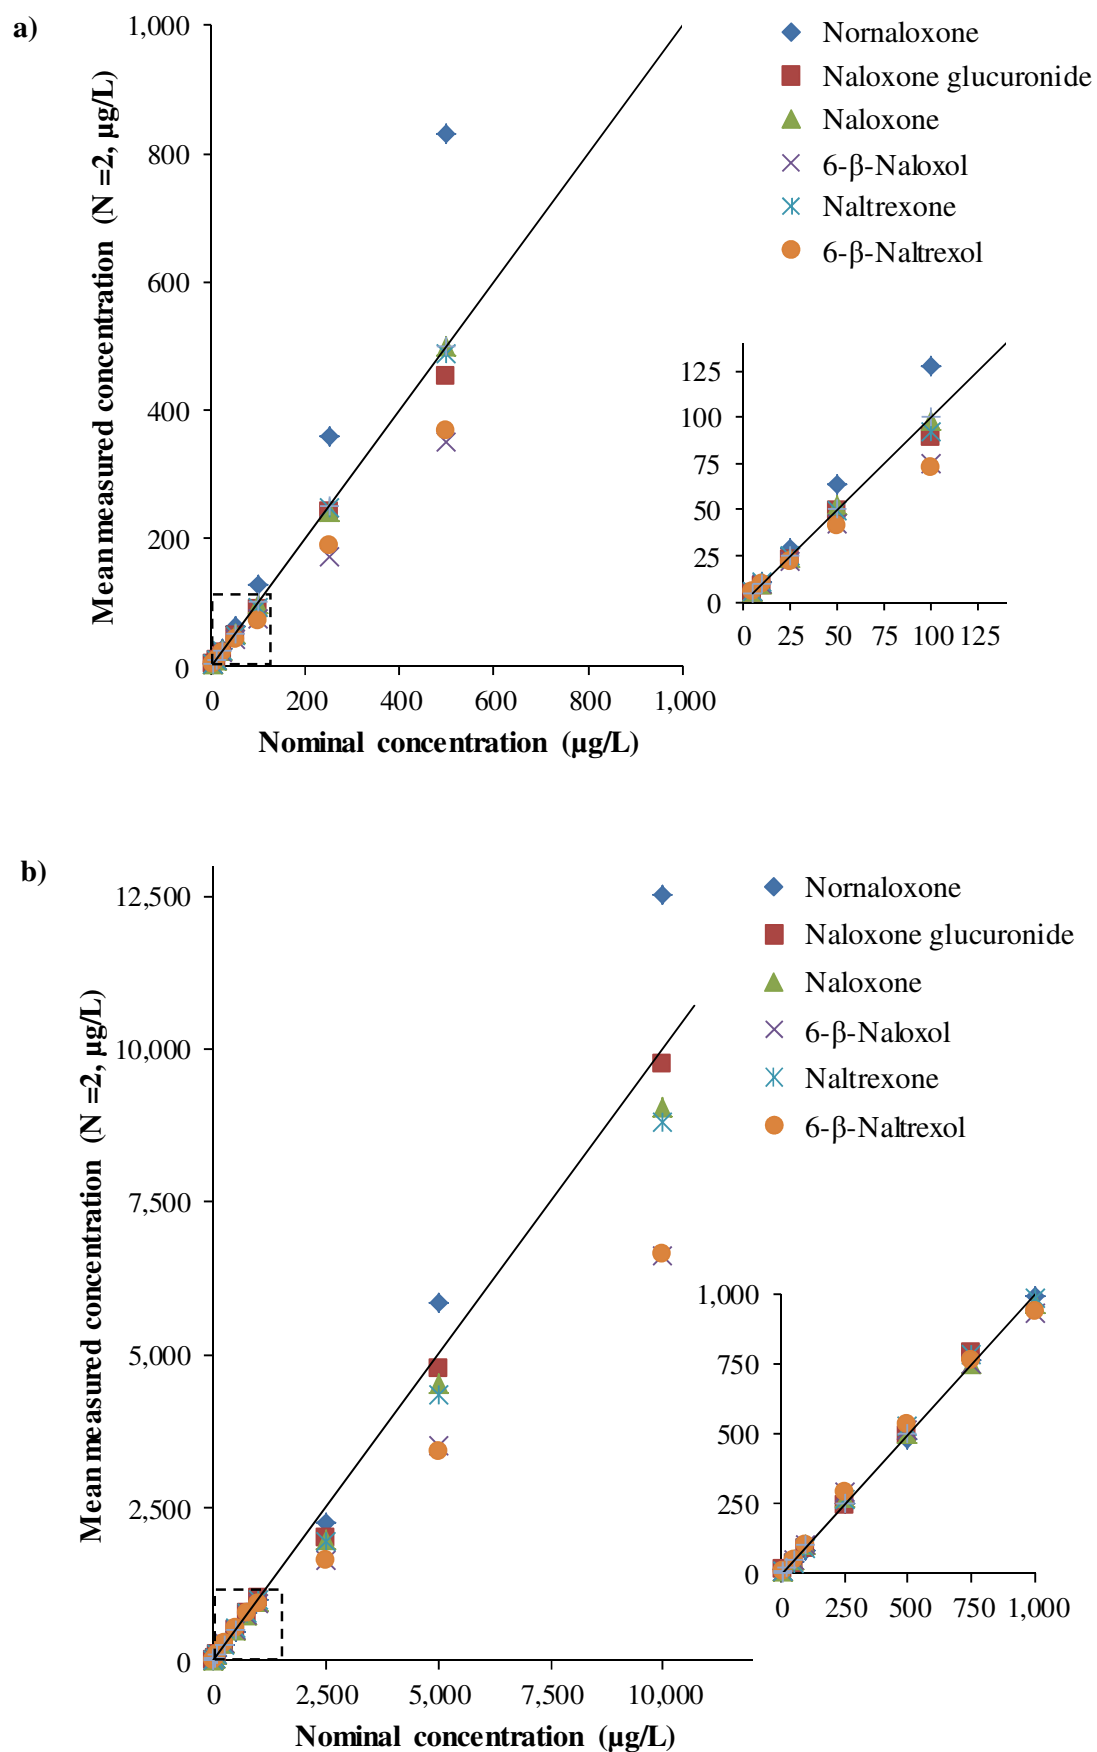 a)
1,000
800
600
400
200
0
0 200 400 600 800 1,000
Mean measured concentration (N =2, µg/L)
Nominal concentration (µg/L)
Nornaloxone
Naloxone glucuronide
Naloxone
6-β-Naloxol
Naltrexone
6-β-Naltrexol
125
100
75
50
25
0
0 25 50 75 100 125
b)
12,500
10,000
7,500
5,000
2,500
0
0 2,500 5,000 7,500 10,000
Mean measured concentration (N =2, µg/L)
Nominal concentration (µg/L)
Nornaloxone
Naloxone glucuronide
Naloxone
6-β-Naloxol
Naltrexone
6-β-Naltrexol
1,000
750
500
250
0
0 250 500 750 1,000